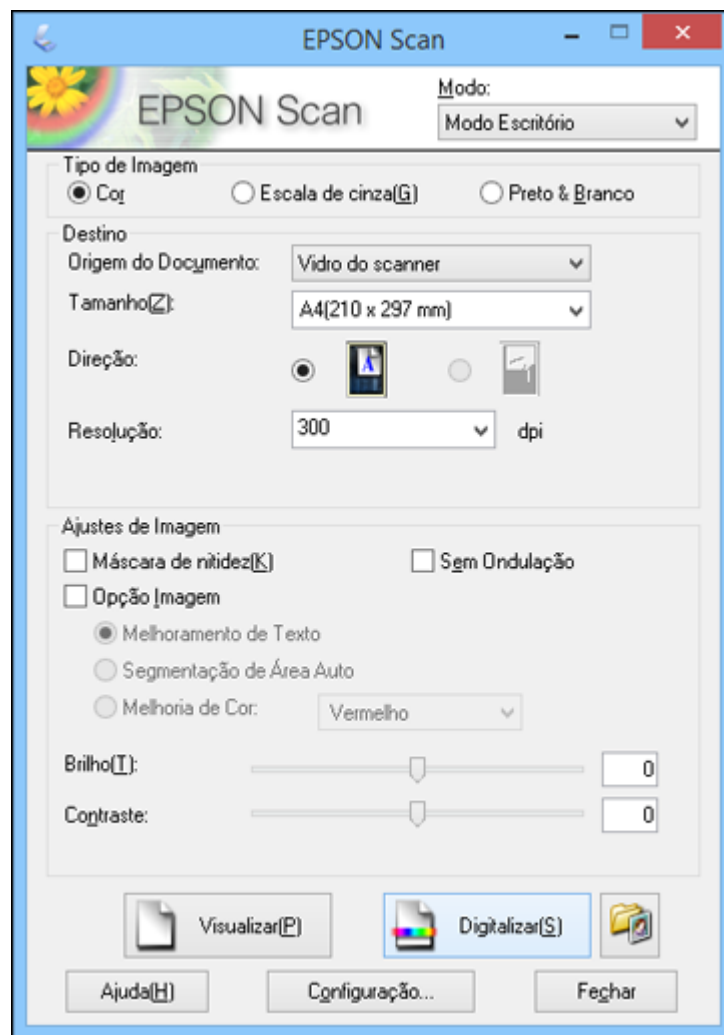 EPSON Scan
EPSON Scan
Modo:
Modo Escritório
Tipo de Imagem
Cor
Escala de cinza(G)
Preto & Branco
Destino
Origem do Documento:
Vidro do scanner
Tamanho(Z):
A4(210 x 297 mm)
Direção:
A
Resolução:
300
dpi
Ajustes de Imagem
Máscara de nitidez(K)
Sem Ondulação
Opção Imagem
Melhoramento de Texto
Segmentação de Área Auto
Melhoria de Cor:
Vermelho
Brilho(T):
0
Contraste:
0
Visualizar(P)
Digitalizar(S)
Ajuda(H)
Configuração...
Fechar